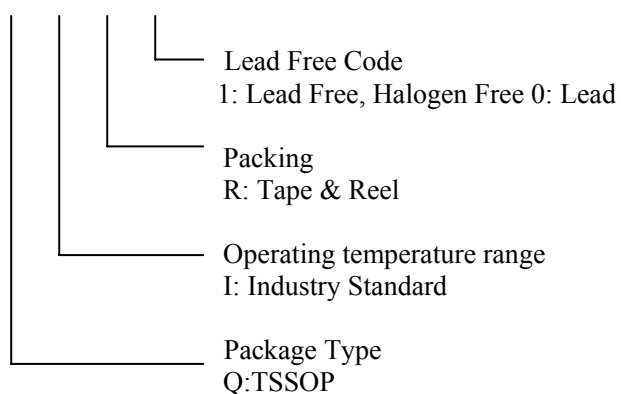 Lead Free Code
1: Lead Free, Halogen Free 0: Lead
Packing
R: Tape & Reel
Operating temperature range
I: Industry Standard
Package Type
Q:TSSOP